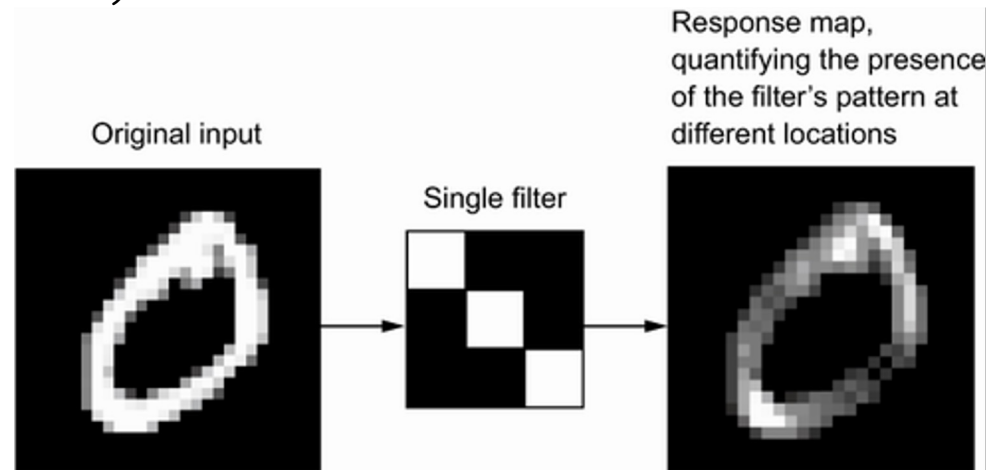 Response map,
quantifying the presence
of the filter's pattern at
different locations
Original input
Single filter